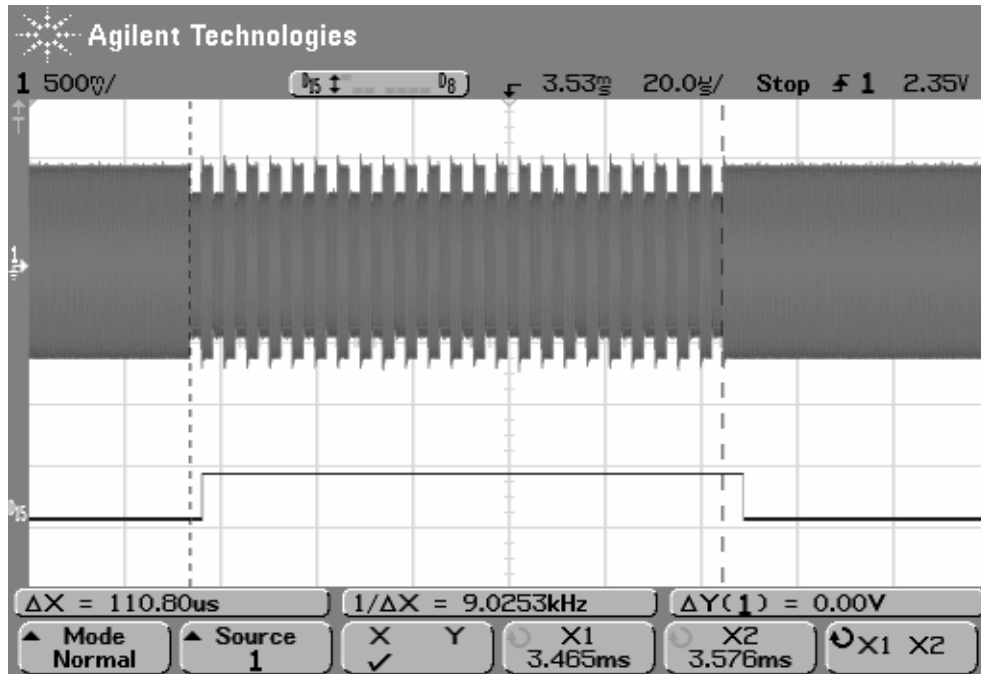 Agilent Technologies
1 500mV/ D15 ↕ D8 3.53ms 20.0us/ Stop 1 2.35V
1
D15
ΔX = 110.80us 1/ΔX = 9.0253kHz ΔY(1) = 0.00V
Mode Source X Y X1 X2 X1 X2
Normal 1 ✓ 3.465ms 3.576ms